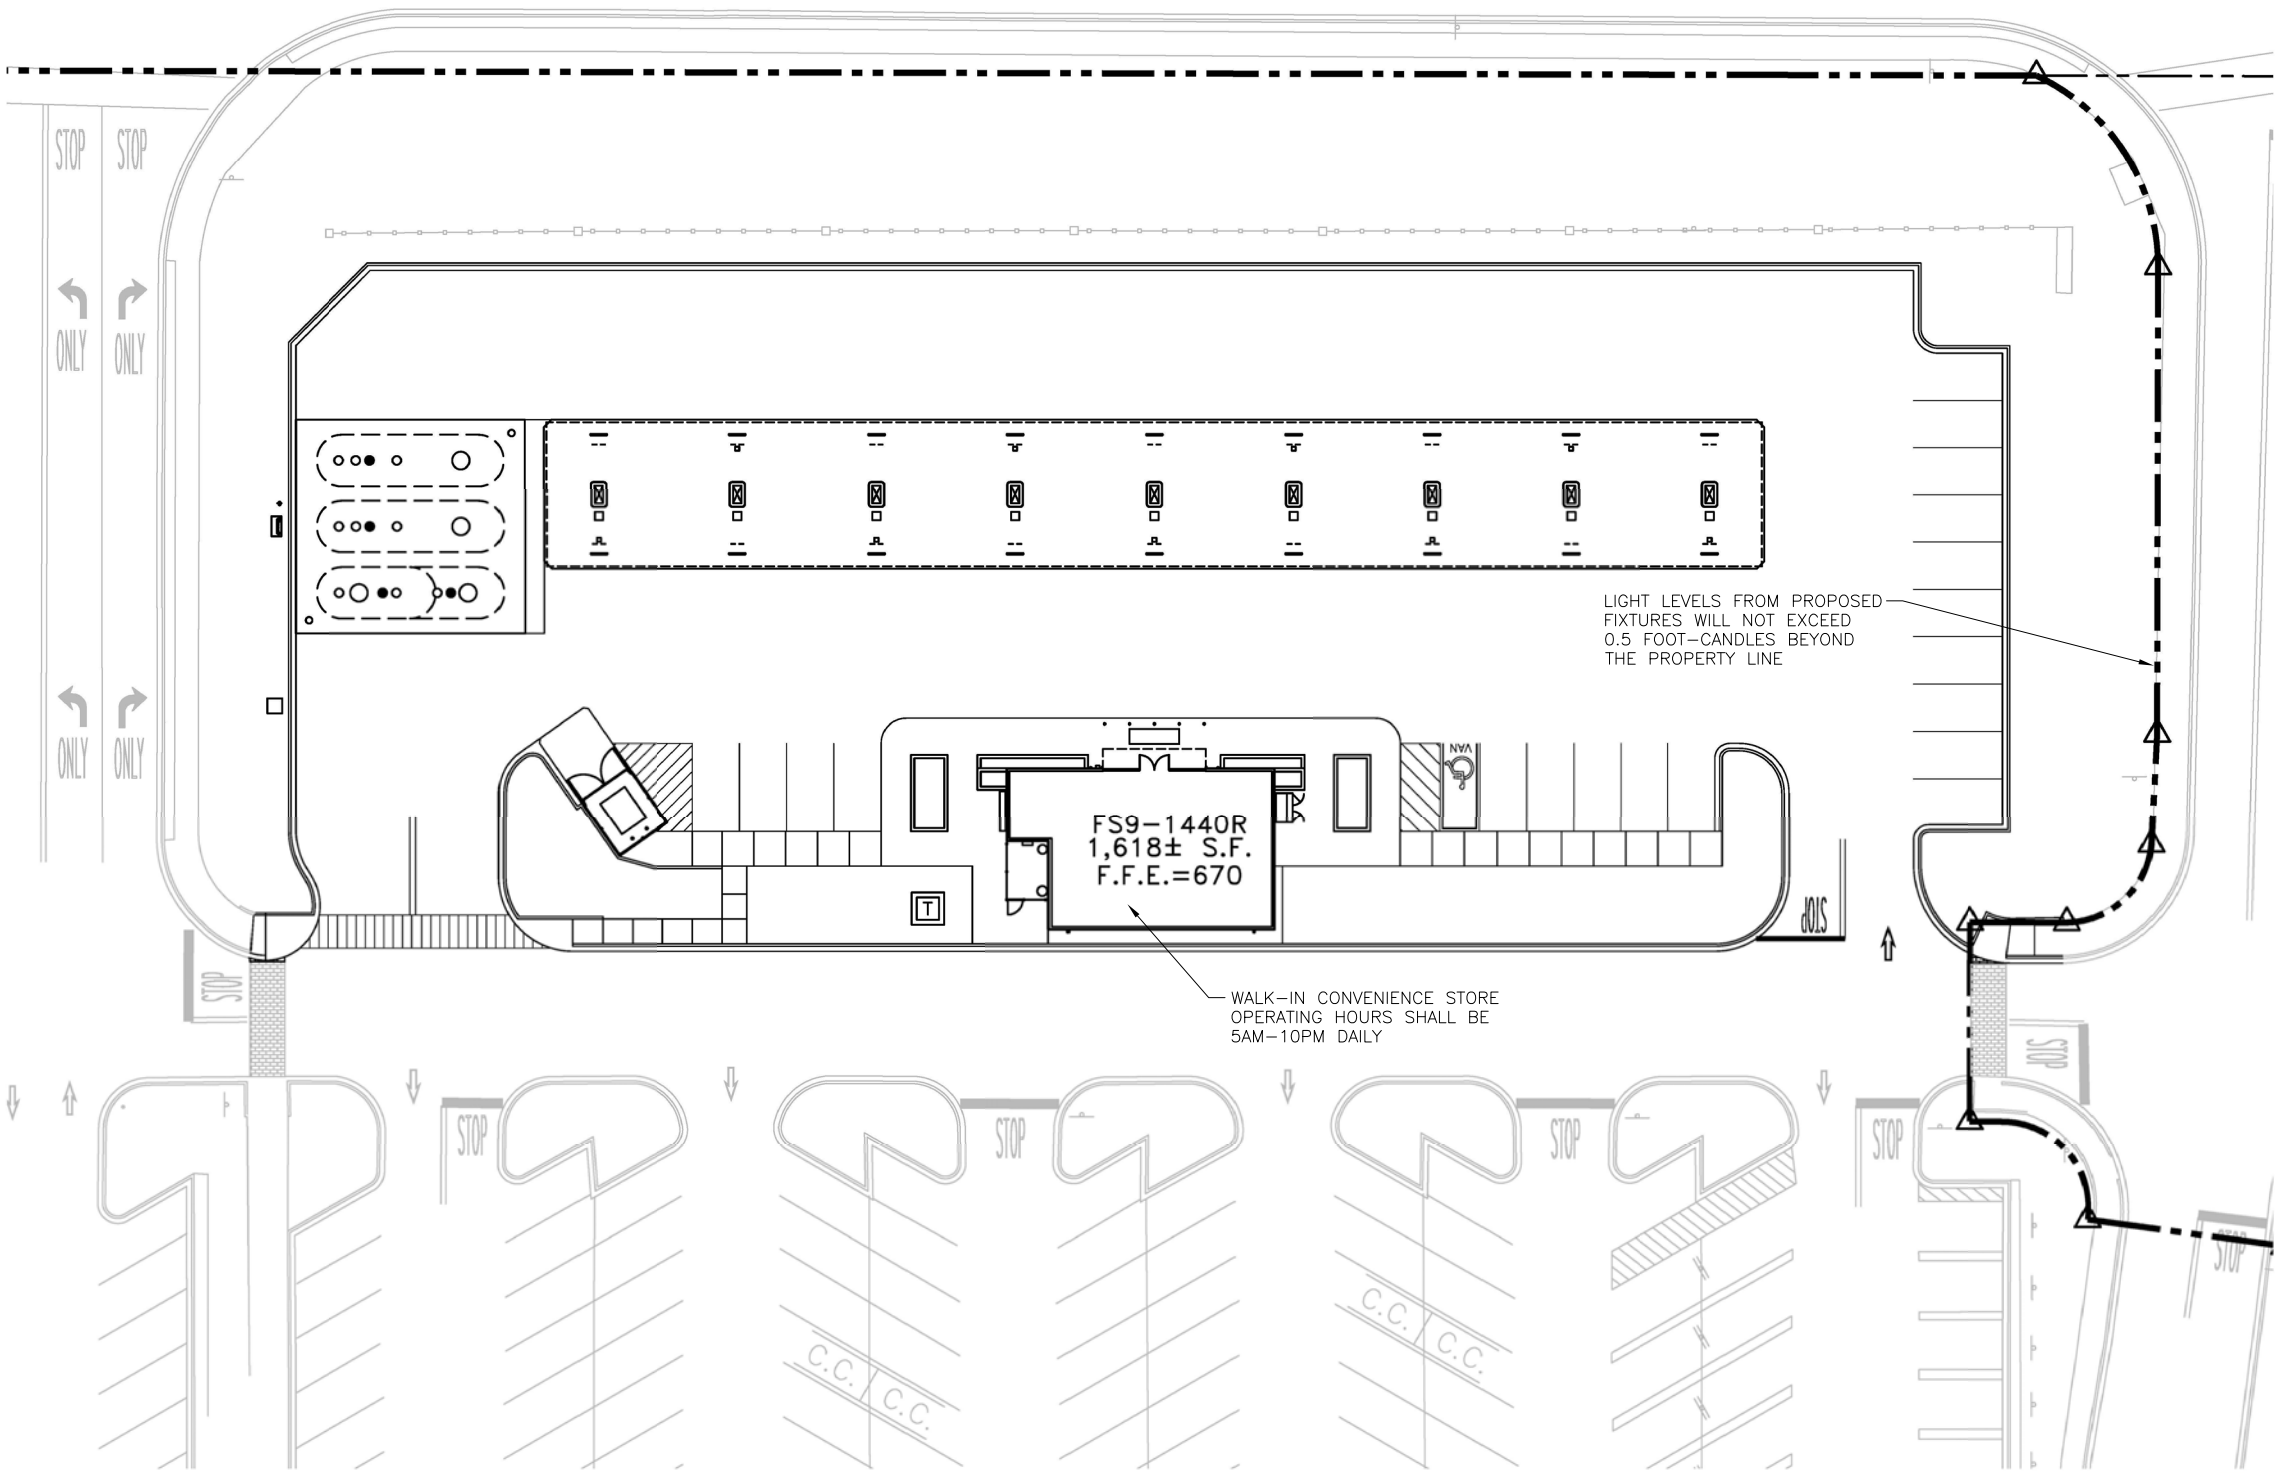 STOP STOP
ONLY ONLY
LIGHT LEVELS FROM PROPOSED
FIXTURES WILL NOT EXCEED
0.5 FOOT-CANDLES BEYOND
THE PROPERTY LINE
ONLY ONLY
VAN
FS9-1440R
1,618± S.F.
F.F.E.=670
T
STOP
STOP
WALK-IN CONVENIENCE STORE
OPERATING HOURS SHALL BE
5AM-10PM DAILY
STOP
STOP
STOP
STOP
STOP
STOP
C.C. C.C.
C.C. C.C.